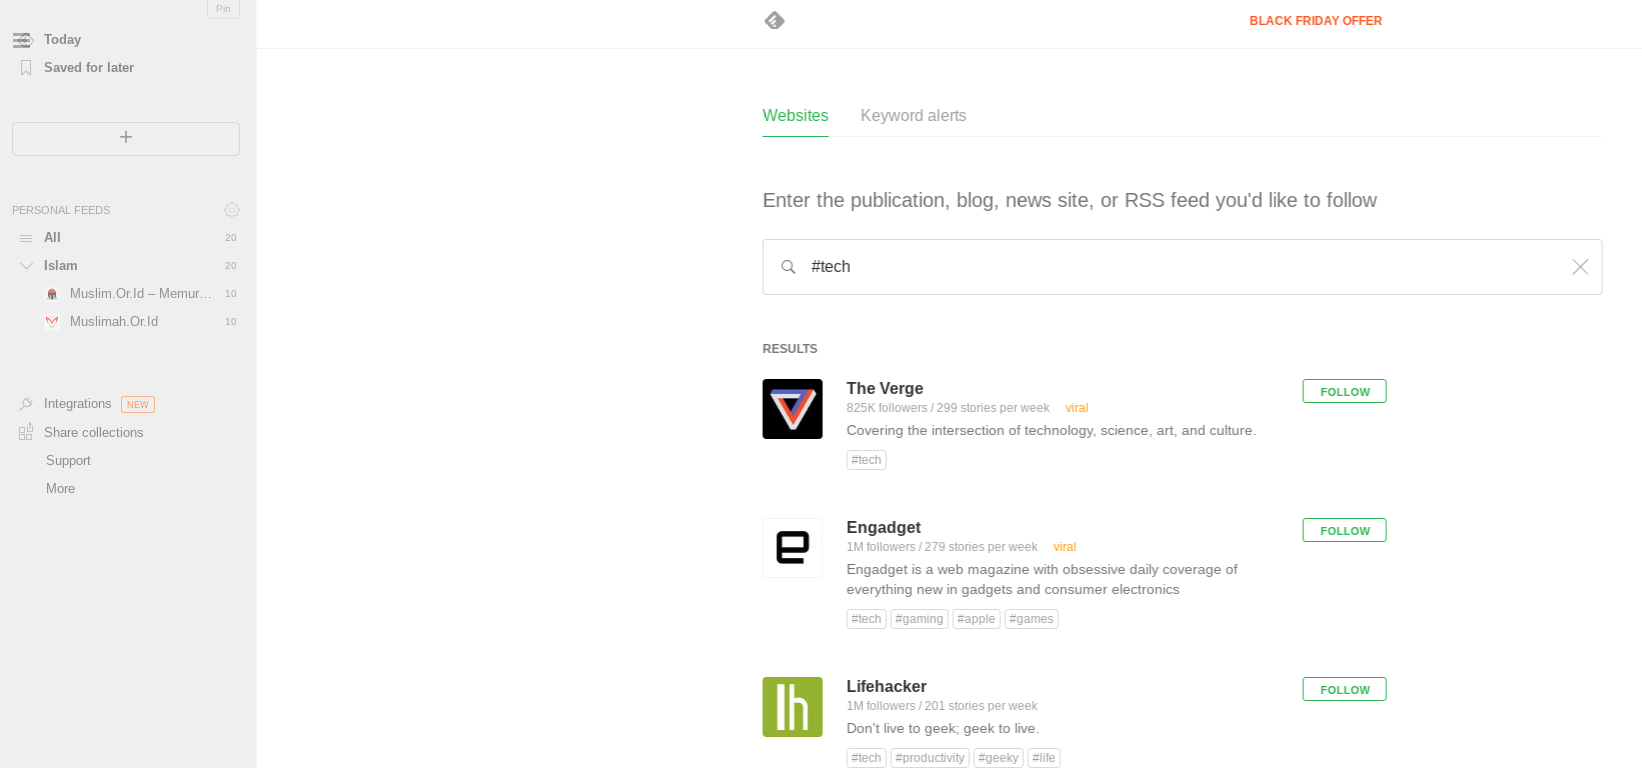 Pin
Today
Saved for later
+
PERSONAL FEEDS
All 20
Islam 20
Muslim.Or.Id – Memur... 10
Muslimah.Or.Id 10
Integrations NEW
Share collections
Support
More
BLACK FRIDAY OFFER
Websites Keyword alerts
Enter the publication, blog, news site, or RSS feed you'd like to follow
#tech
RESULTS
The Verge
825K followers / 299 stories per week viral
Covering the intersection of technology, science, art, and culture.
#tech
FOLLOW
Engadget
1M followers / 279 stories per week viral
Engadget is a web magazine with obsessive daily coverage of
everything new in gadgets and consumer electronics
#tech #gaming #apple #games
FOLLOW
lh
Lifehacker
1M followers / 201 stories per week
Don't live to geek; geek to live.
#tech #productivity #geeky #life
FOLLOW